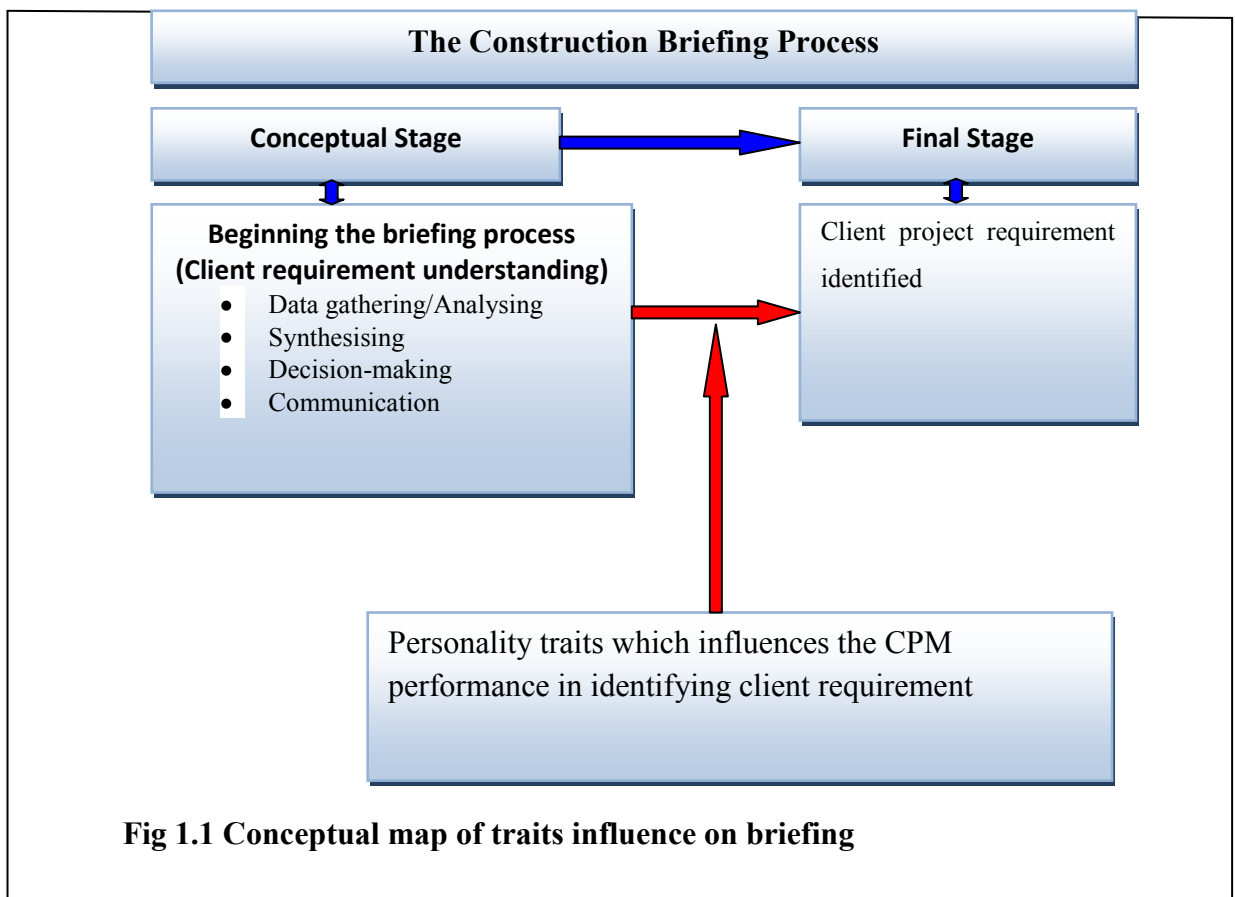 The Construction Briefing Process
Conceptual Stage
Final Stage
Beginning the briefing process
(Client requirement understanding)
• Data gathering/Analysing
• Synthesising
• Decision-making
• Communication
Client project requirement
identified
Personality traits which influences the CPM
performance in identifying client requirement
Fig 1.1 Conceptual map of traits influence on briefing